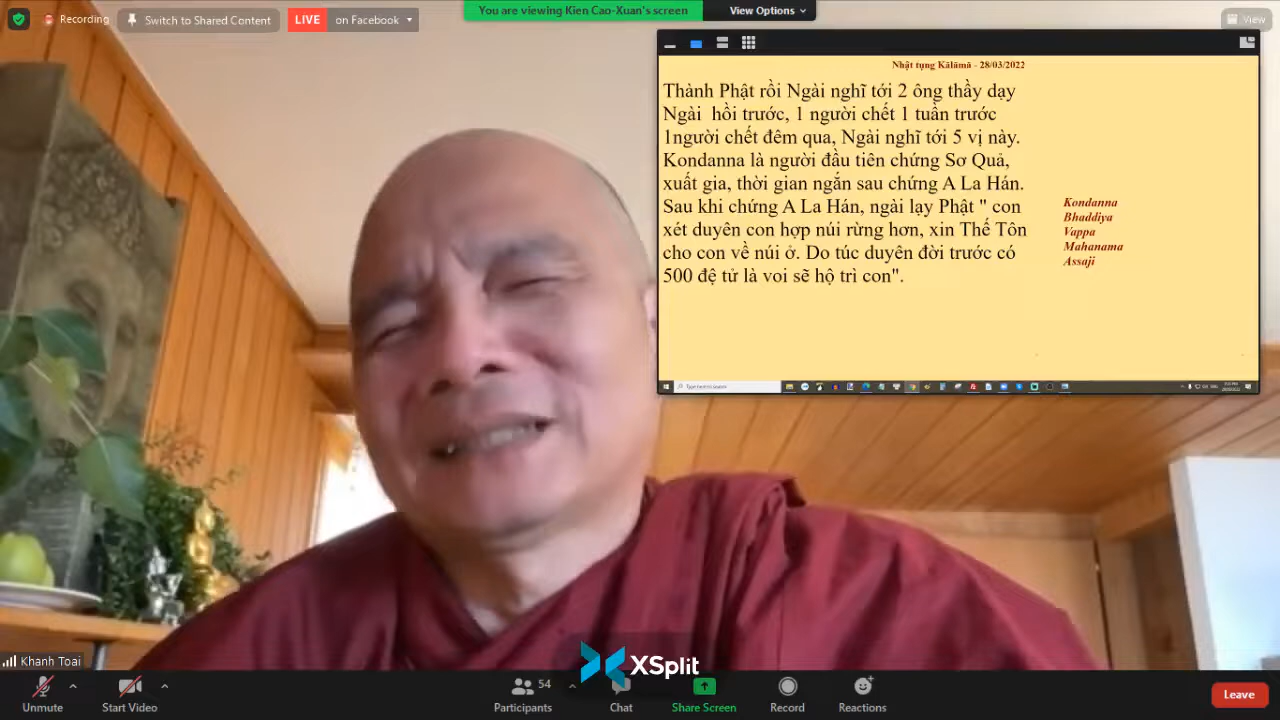 Recording
Switch to Shared Content
LIVE on Facebook
You are viewing Kien Cao-Xuan's screen
View Options
View
Nhật tụng Kālāmā - 28/03/2022
Thành Phật rồi Ngài nghĩ tới 2 ông thầy dạy
Ngài hồi trước, 1 người chết 1 tuần trước
1người chết đêm qua, Ngài nghĩ tới 5 vị này.
Kondanna là người đầu tiên chứng Sơ Quả,
xuất gia, thời gian ngắn sau chứng A La Hán.
Sau khi chứng A La Hán, ngài lạy Phật " con
xét duyên con hợp núi rừng hơn, xin Thế Tôn
cho con về núi ở. Do túc duyên đời trước có
500 đệ tử là voi sẽ hộ trì con".
Kondanna
Bhaddiya
Vappa
Mahanama
Assaji
Type here to search
Khanh Toai
XSplit
Unmute
Start Video
54
Participants
Chat
Share Screen
Record
Reactions
Leave